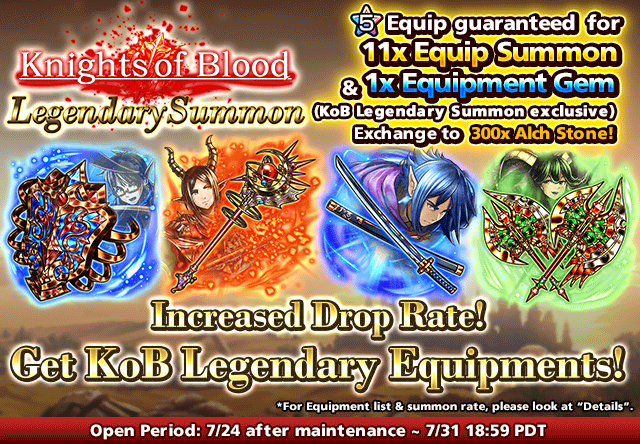 Knights of Blood
Legendary Summon
5 Equip guaranteed for
11x Equip Summon
& 1x Equipment Gem
(KoB Legendary Summon exclusive)
Exchange to 300x Alch Stone!
Increased Drop Rate!
Get KoB Legendary Equipments!
*For Equipment list & summon rate, please look at "Details".
Open Period: 7/24 after maintenance ~ 7/31 18:59 PDT